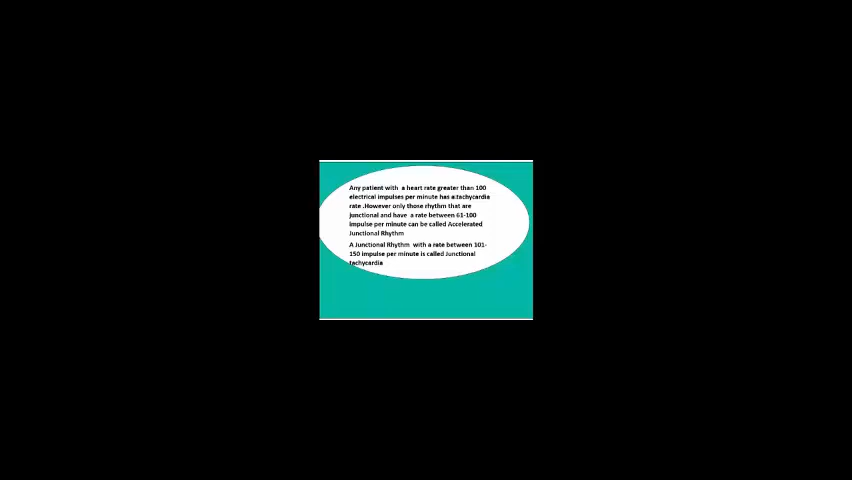 Any patient with a heart rate greater than 100
electrical impulses per minute has a tachycardia
rate .However only those rhythm that are
junctional and have a rate between 61-100
impulse per minute can be called Accelerated
Junctional Rhythm
A Junctional Rhythm with a rate between 101-
150 impulse per minute is called Junctional
tachycardia